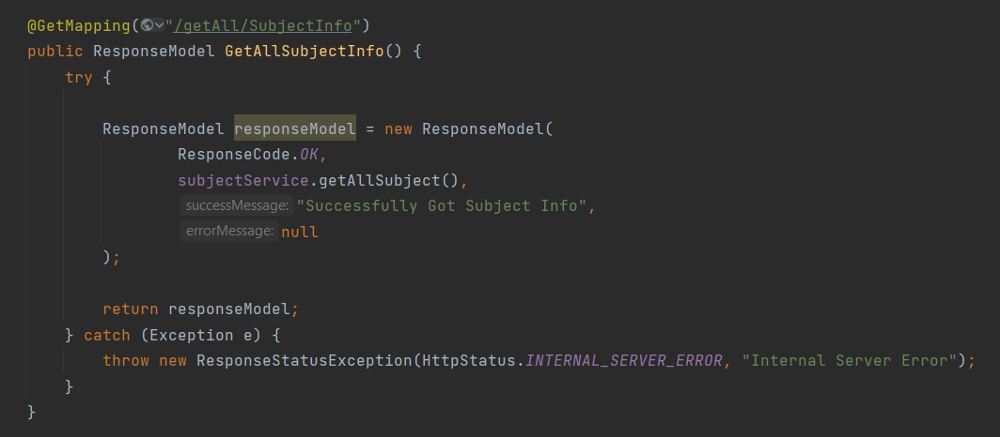 @GetMapping("/getAll/SubjectInfo")
public ResponseModel GetAllSubjectInfo() {
try {
ResponseModel responseModel = new ResponseModel(
ResponseCode.OK,
subjectService.getAllSubject(),
successMessage: "Successfully Got Subject Info",
errorMessage: null
);
return responseModel;
} catch (Exception e) {
throw new ResponseStatusException(HttpStatus.INTERNAL_SERVER_ERROR, "Internal Server Error");
}
}